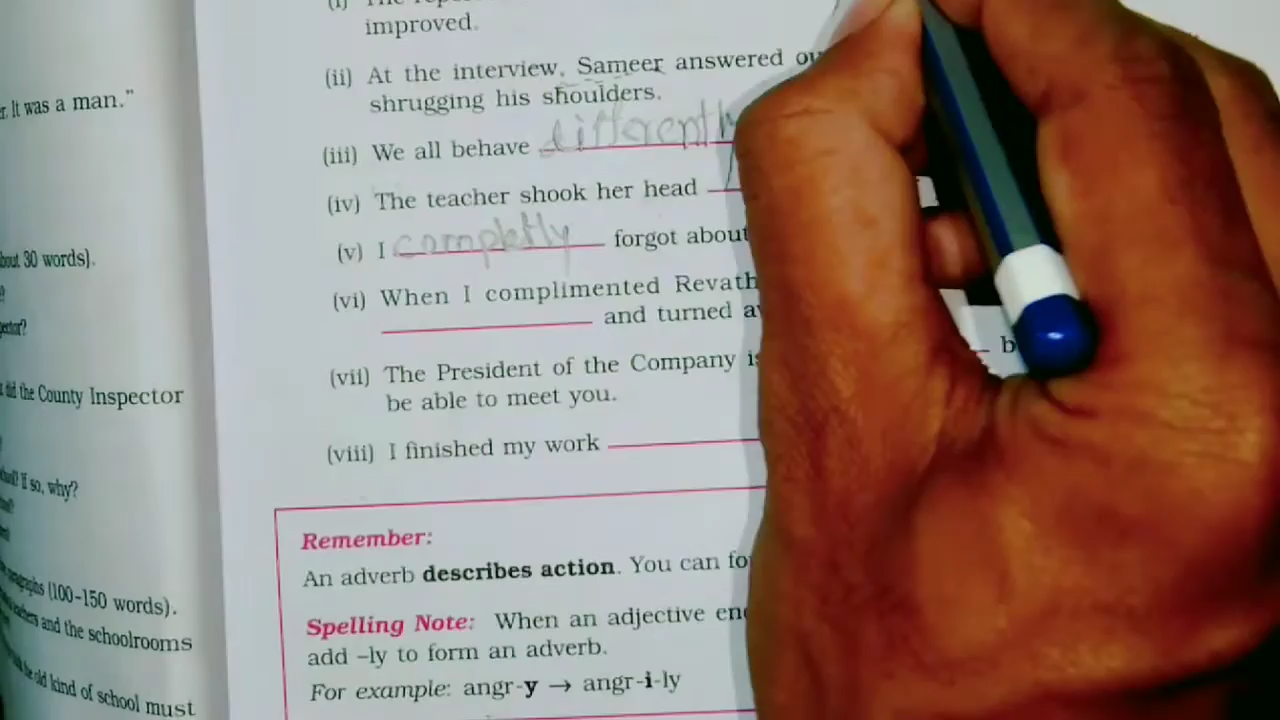 improved.
er. It was a man."
(ii) At the interview, Sameer answered
shrugging his shoulders.
(iii) We all behave differently
(iv) The teacher shook her head
(v) I completly forgot about
(vi) When I complimented
and turned
(vii) The President of the Company
be able to meet you.
(viii) I finished my work
about 30 words).
did the County Inspector
If so, why?
(100–150 words).
and the schoolrooms
old kind of school must
Remember:
An adverb describes action. You can
Spelling Note: When an adjective
add –ly to form an adverb.
For example: angr-y → angr-i-ly